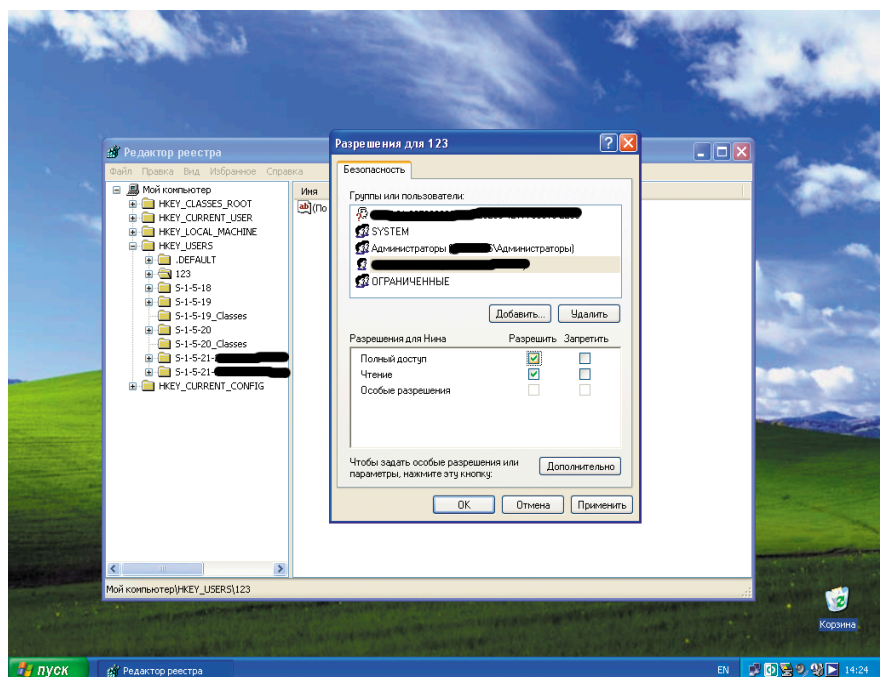 Редактор реестра
Файл Правка Вид Избранное Справка
Мой компьютер
HKEY_CLASSES_ROOT
HKEY_CURRENT_USER
HKEY_LOCAL_MACHINE
HKEY_USERS
.DEFAULT
123
S-1-5-18
S-1-5-19
S-1-5-19_Classes
S-1-5-20
S-1-5-20_Classes
S-1-5-21-
S-1-5-21-
HKEY_CURRENT_CONFIG
Имя
ab (По
Разрешения для 123
Безопасность
Группы или пользователи:
SYSTEM
Администраторы \Администраторы)
ОГРАНИЧЕННЫЕ
Добавить... Удалить
Разрешения для Нина Разрешить Запретить
Полный доступ
Чтение
Особые разрешения
Чтобы задать особые разрешения или
параметры, нажмите эту кнопку:
Дополнительно
OK Отмена Применить
Мой компьютер\HKEY_USERS\123
Корзина
пуск Редактор реестра EN 14:24